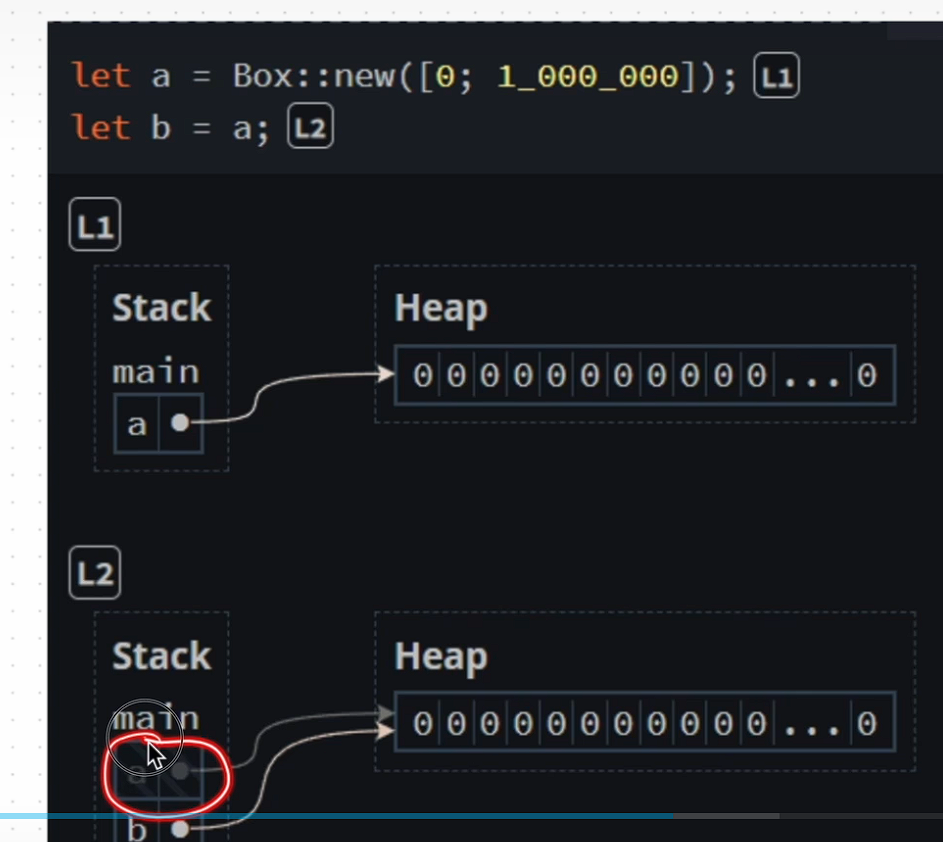 let a = Box::new([0; 1_000_000]); L1
let b = a; L2
L1
Stack
Heap
main
0 0 0 0 0 0 0 0 0 0 0 ... 0
a
L2
Stack
Heap
main
0 0 0 0 0 0 0 0 0 0 0 ... 0
a
b